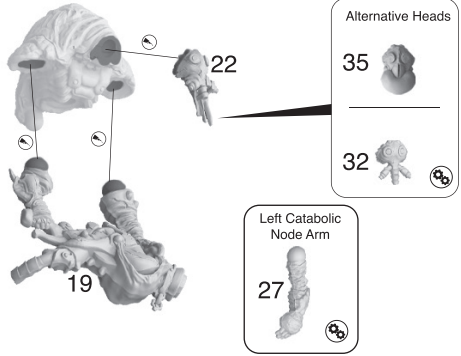 22
Alternative Heads
35
32
19
Left Catabolic
Node Arm
27